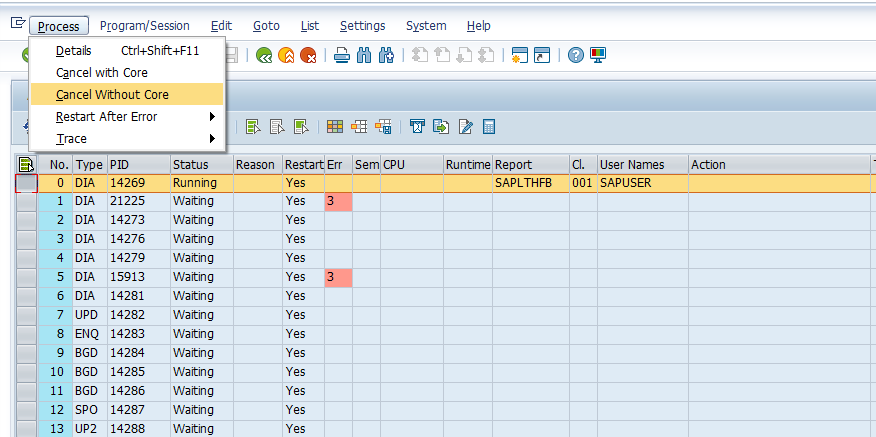 Process Program/Session Edit Goto List Settings System Help
Details Ctrl+Shift+F11
Cancel with Core
Cancel Without Core
Restart After Error
Trace
No. Type PID Status Reason Restart Err Sem CPU Runtime Report Cl. User Names Action
0 DIA 14269 Running Yes SAPLTHFB 001 SAPUSER
1 DIA 21225 Waiting Yes 3
2 DIA 14273 Waiting Yes
3 DIA 14276 Waiting Yes
4 DIA 14279 Waiting Yes
5 DIA 15913 Waiting Yes 3
6 DIA 14281 Waiting Yes
7 UPD 14282 Waiting Yes
8 ENQ 14283 Waiting Yes
9 BGD 14284 Waiting Yes
10 BGD 14285 Waiting Yes
11 BGD 14286 Waiting Yes
12 SPO 14287 Waiting Yes
13 UP2 14288 Waiting Yes